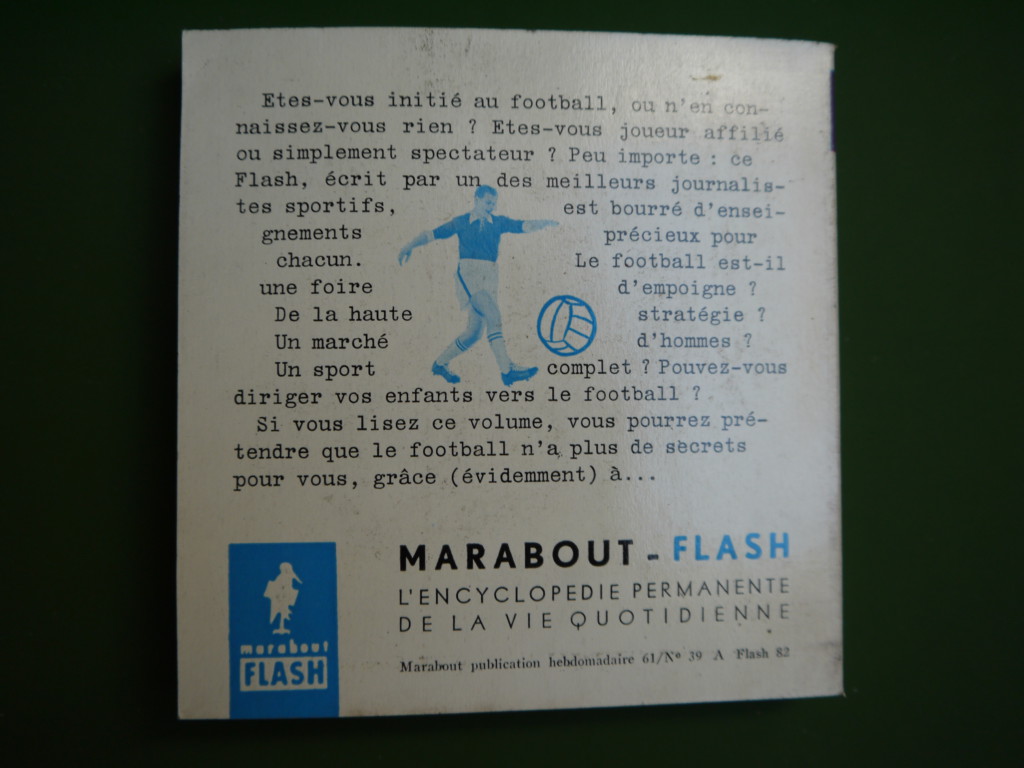 Etes-vous initié au football, ou n'en con-
naissez-vous rien ? Etes-vous joueur affilié
ou simplement spectateur ? Peu importe : ce
Flash, écrit par un des meilleurs journalis-
tes sportifs, est bourré d'ensei-
gnements précieux pour
chacun. Le football est-il
une foire d'empoigne ?
De la haute stratégie ?
Un marché d'hommes ?
Un sport complet ? Pouvez-vous
diriger vos enfants vers le football ?
Si vous lisez ce volume, vous pourrez pré-
tendre que le football n'a plus de secrets
pour vous, grâce (évidemment) à...
MARABOUT - FLASH
L'ENCYCLOPEDIE PERMANENTE
DE LA VIE QUOTIDIENNE
Marabout publication hebdomadaire 61/Nº 39 A Flash 82
marabout
FLASH